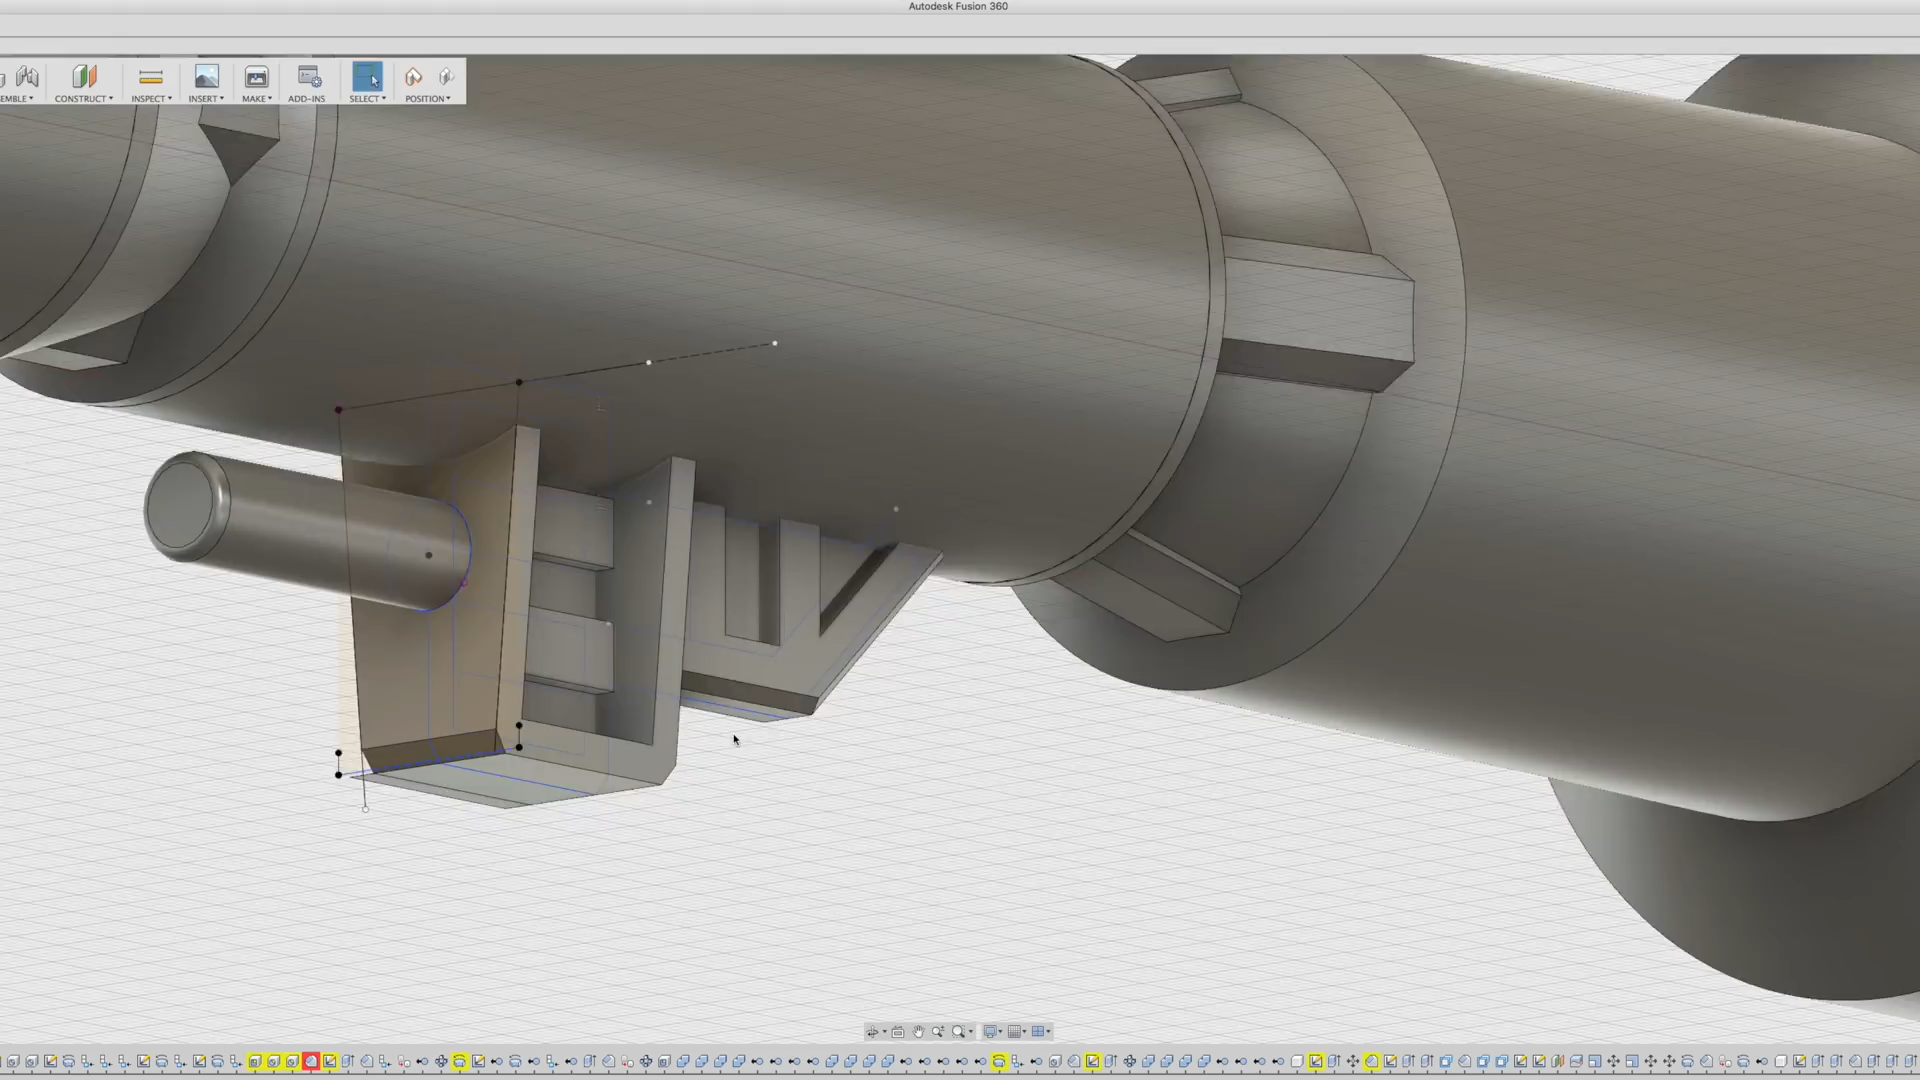 Autodesk Fusion 360
EMBLE▾ CONSTRUCT▾ INSPECT▾ INSERT▾ MAKE▾ ADD-INS SELECT▾ POSITION▾